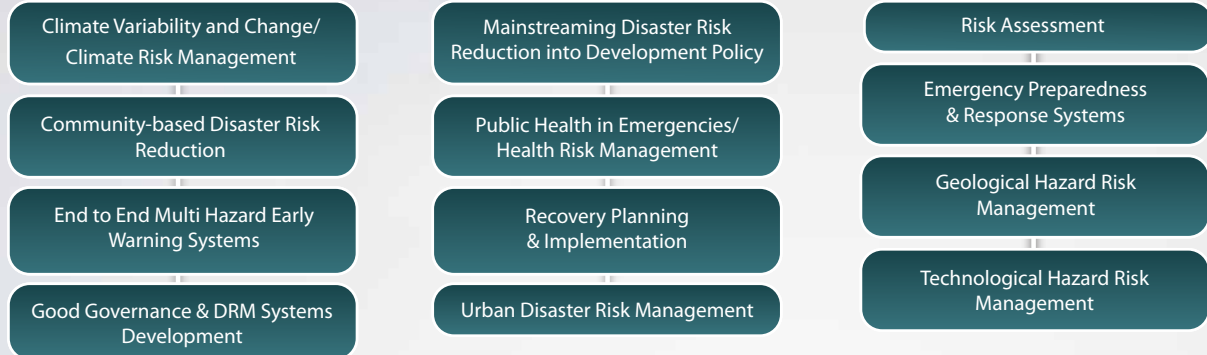 Climate Variability and Change/
Climate Risk Management
Community-based Disaster Risk
Reduction
End to End Multi Hazard Early
Warning Systems
Good Governance & DRM Systems
Development
Mainstreaming Disaster Risk
Reduction into Development Policy
Public Health in Emergencies/
Health Risk Management
Recovery Planning
& Implementation
Urban Disaster Risk Management
Risk Assessment
Emergency Preparedness
& Response Systems
Geological Hazard Risk
Management
Technological Hazard Risk
Management